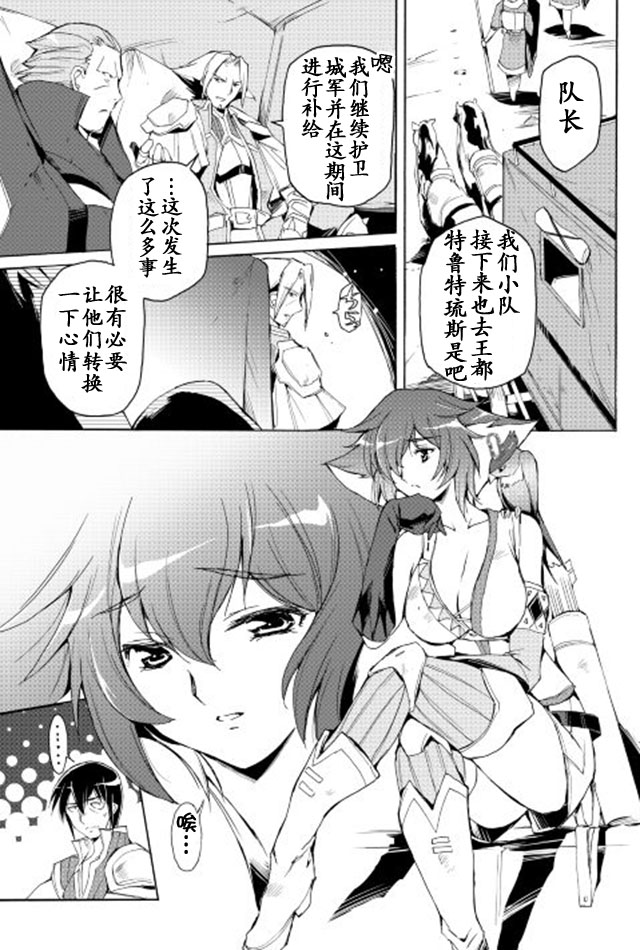 队长
我们小队
接下来也去王都
特鲁特琉斯是吧
嗯
我们继续护卫
城军并在这期间
进行补给
…这次发生
了这么多事
很有必要
让他们转换
一下心情
……
唉…